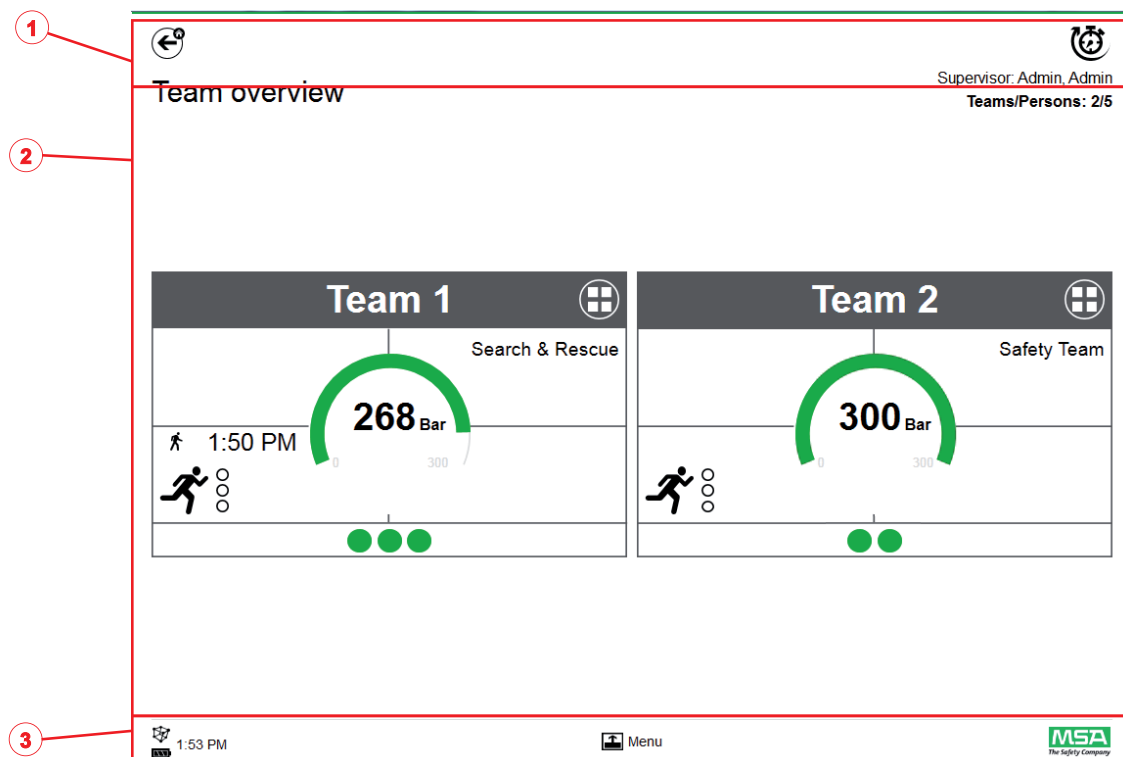 1
Supervisor: Admin, Admin
Team overview
Teams/Persons: 2/5
2
Team 1
Search & Rescue
268 Bar
1:50 PM
0 300
Team 2
Safety Team
300 Bar
0 300
3
1:53 PM
Menu
MSA
The Safety Company